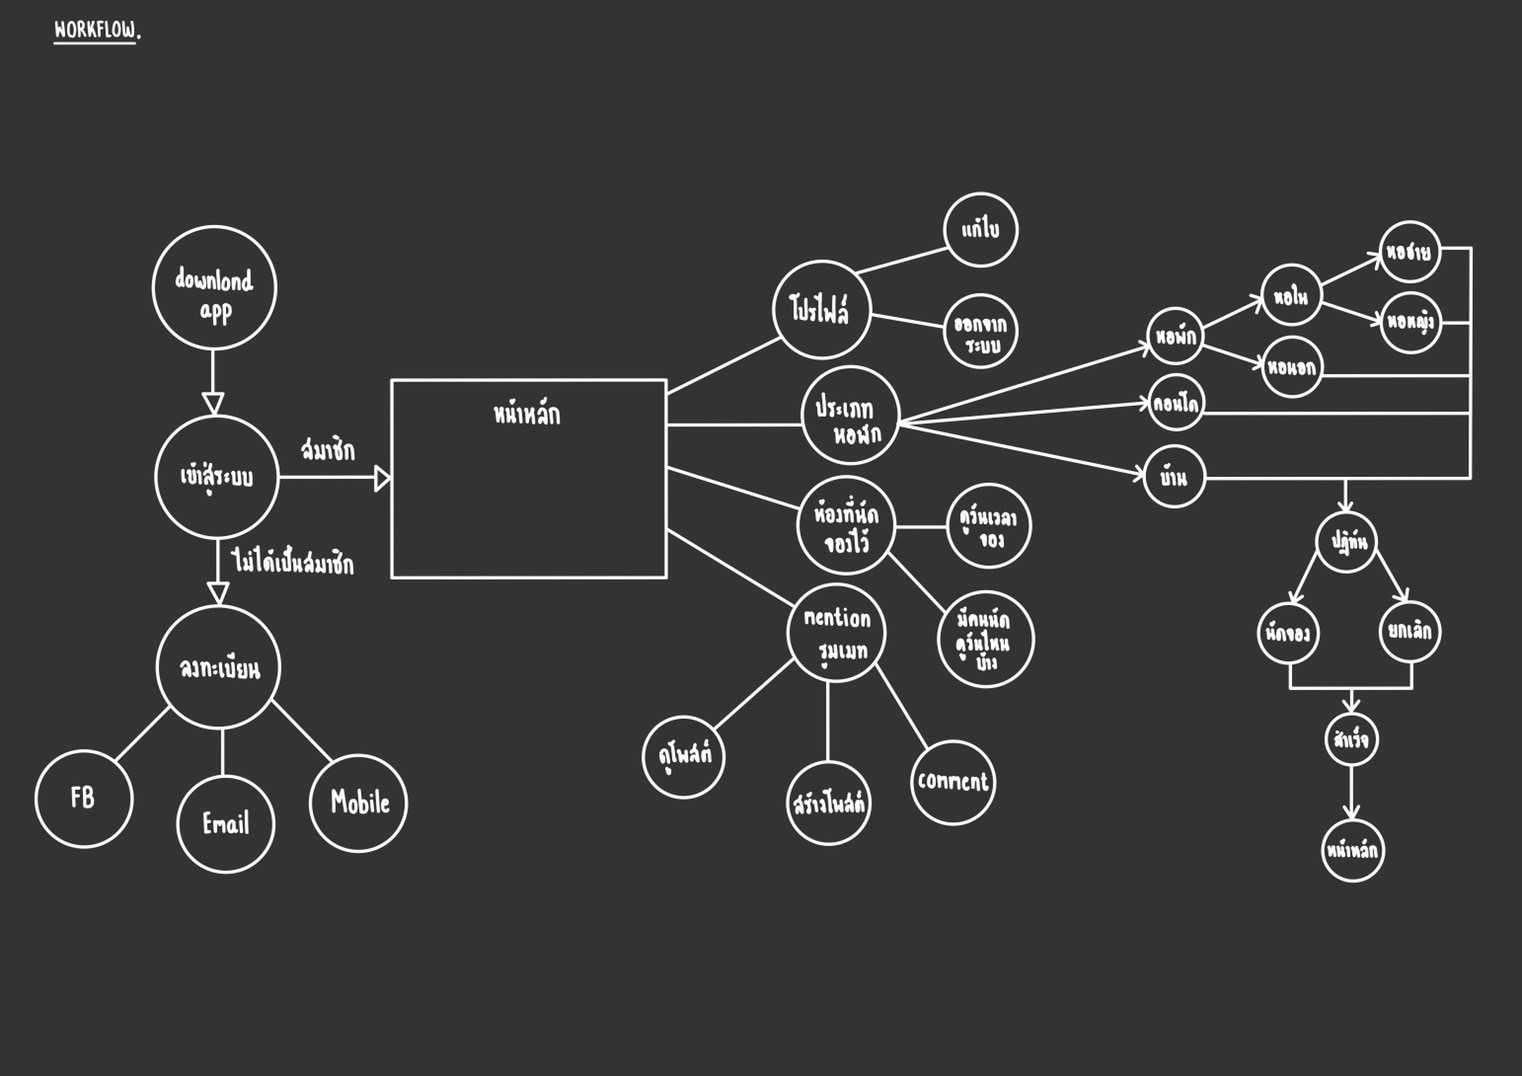 WORKFLOW.
downlond
app
เข้าสู่ระบบ
สมาชิก
ไม่ได้เป็นสมาชิก
ลงทะเบียน
FB
Email
Mobile
หน้าหลัก
โปรไฟล์
แก้ไข
ออกจาก
ระบบ
ประเภท
หอพัก
หอพัก
หอใน
หอชาย
หอหญิง
หอนอก
คอนโด
บ้าน
ห้องที่นัด
จองไว้
ดูวันเวลา
จอง
มีคนนัด
ดูวันไหน
บ้าง
mention
รูมเมท
ดูโพสต์
สร้างโพสต์
comment
ปฎิทิน
นัดจอง
ยกเลิก
สำเร็จ
หน้าหลัก